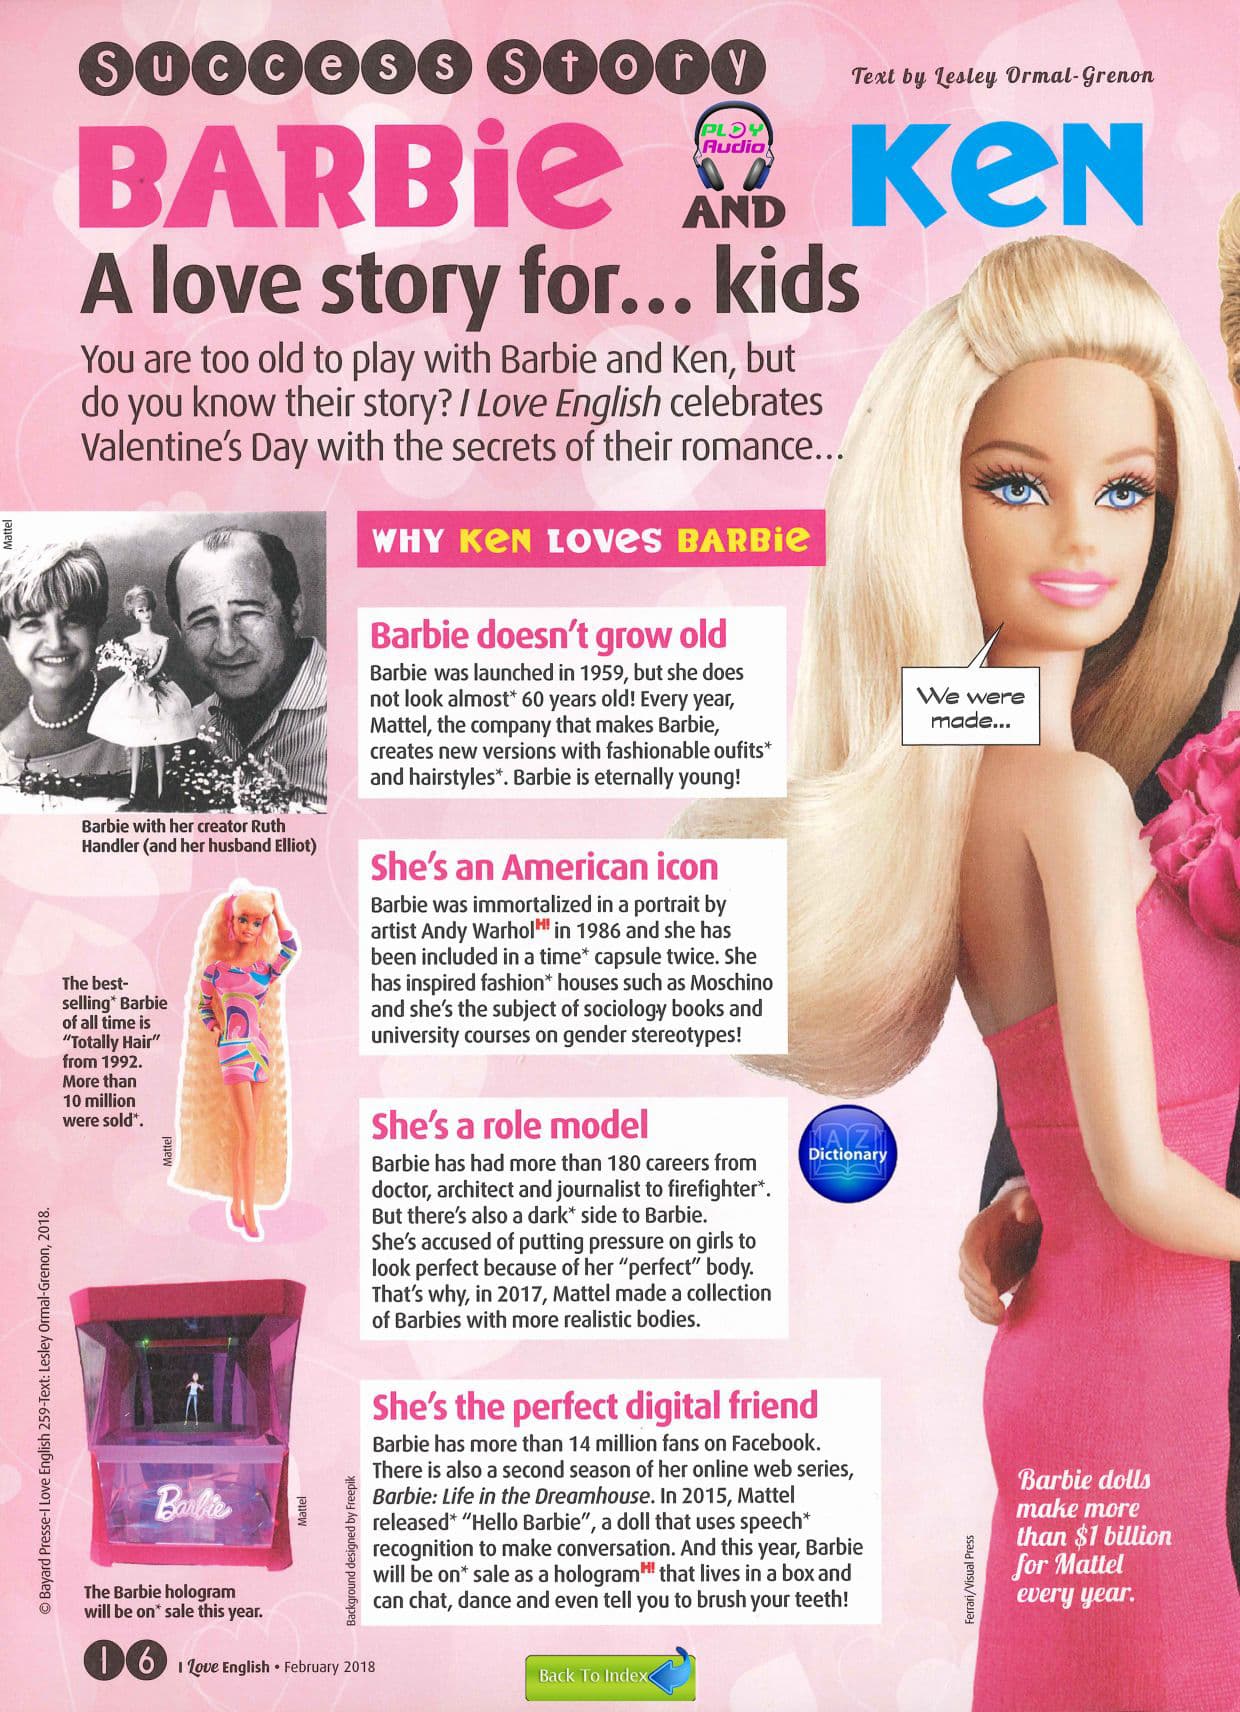 Success Story
Text by Lesley Ormal-Grenon
BARBiE
PLAY
Audio
AND
KeN
A love story for... kids
You are too old to play with Barbie and Ken, but
do you know their story? I Love English celebrates
Valentine's Day with the secrets of their romance...
Mattel
Barbie with her creator Ruth
Handler (and her husband Elliot)
WHY KeN LOVeS BARBiE
Barbie doesn't grow old
Barbie was launched in 1959, but she does
not look almost* 60 years old! Every year,
Mattel, the company that makes Barbie,
creates new versions with fashionable oufits*
and hairstyles*. Barbie is eternally young!
We were
made...
She's an American icon
Barbie was immortalized in a portrait by
artist Andy Warhol H! in 1986 and she has
been included in a time* capsule twice. She
has inspired fashion* houses such as Moschino
and she's the subject of sociology books and
university courses on gender stereotypes!
The best-
selling* Barbie
of all time is
"Totally Hair"
from 1992.
More than
10 million
were sold*.
Mattel
She's a role model
Barbie has had more than 180 careers from
doctor, architect and journalist to firefighter*.
But there's also a dark* side to Barbie.
She's accused of putting pressure on girls to
look perfect because of her "perfect" body.
That's why, in 2017, Mattel made a collection
of Barbies with more realistic bodies.
A Z
Dictionary
She's the perfect digital friend
Barbie has more than 14 million fans on Facebook.
There is also a second season of her online web series,
Barbie: Life in the Dreamhouse. In 2015, Mattel
released* "Hello Barbie", a doll that uses speech*
recognition to make conversation. And this year, Barbie
will be on* sale as a hologram H! that lives in a box and
can chat, dance and even tell you to brush your teeth!
Barbie
Mattel
The Barbie hologram
will be on* sale this year.
© Bayard Presse-I Love English 259-Text: Lesley Ormal-Grenon, 2018.
Background designed by Freepik
Ferrari/Visual Press
Barbie dolls
make more
than $1 billion
for Mattel
every year.
16
I Love English • February 2018
Back To Index